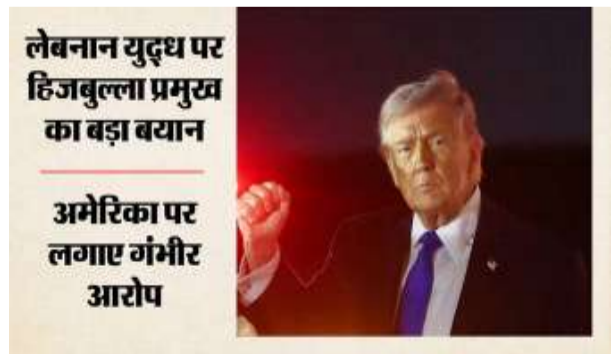 लेबनान युद्ध पर
हिजबुल्ला प्रमुख
का बड़ा बयान
अमेरिका पर
लगाए गंभीर
आरोप